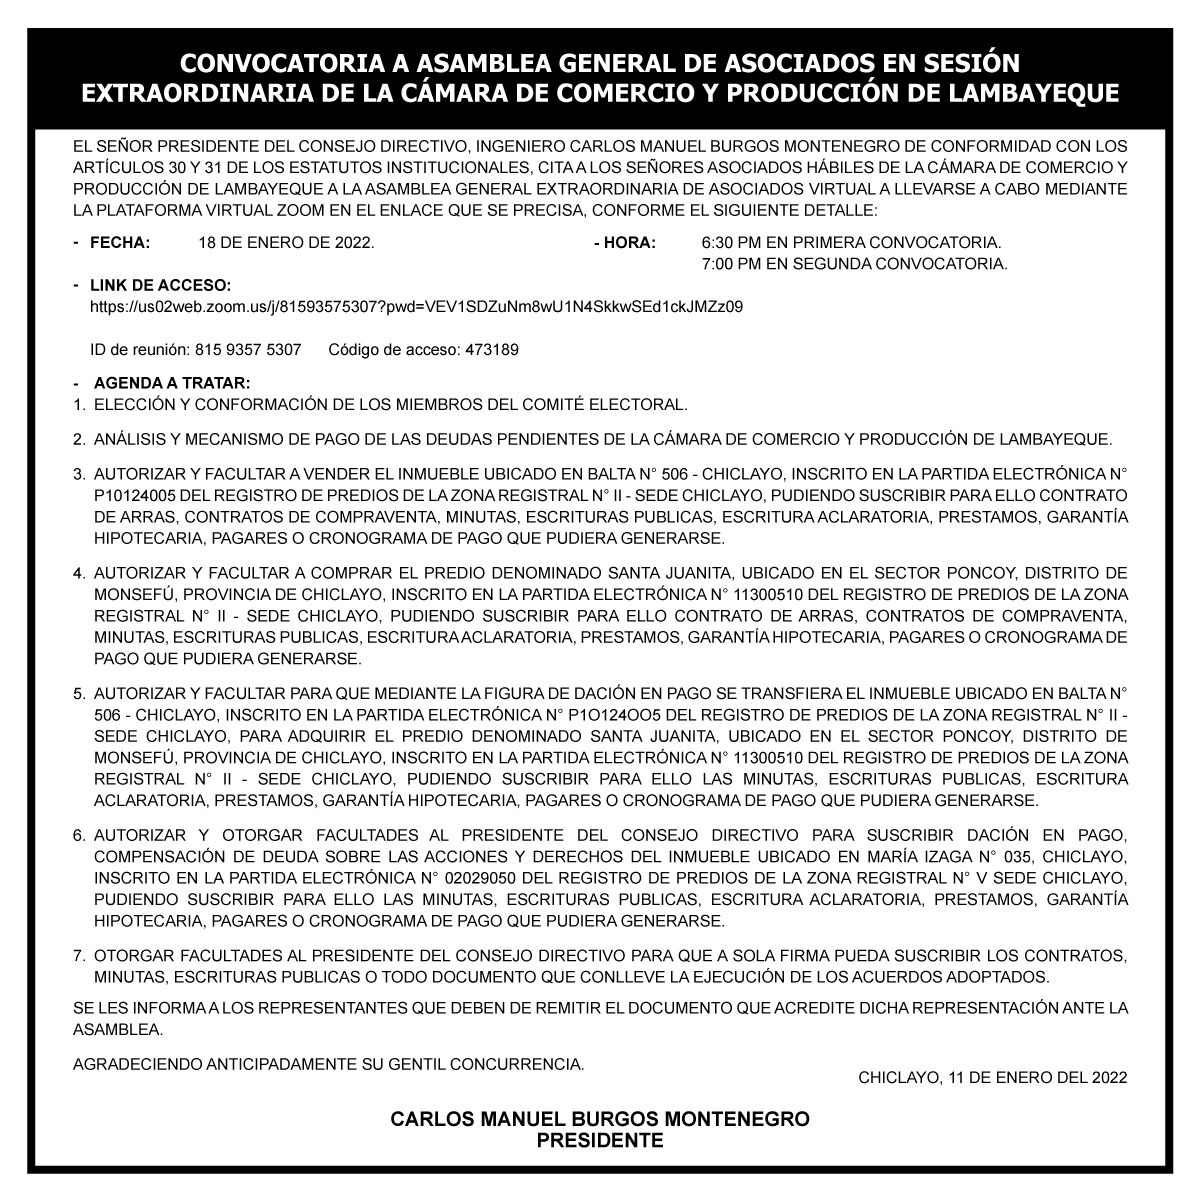 CONVOCATORIA A ASAMBLEA GENERAL DE ASOCIADOS EN SESIÓN
EXTRAORDINARIA DE LA CÁMARA DE COMERCIO Y PRODUCCIÓN DE LAMBAYEQUE
EL SEÑOR PRESIDENTE DEL CONSEJO DIRECTIVO, INGENIERO CARLOS MANUEL BURGOS MONTENEGRO DE CONFORMIDAD CON LOS
ARTÍCULOS 30 Y 31 DE LOS ESTATUTOS INSTITUCIONALES, CITA A LOS SEÑORES ASOCIADOS HÁBILES DE LA CÁMARA DE COMERCIO Y
PRODUCCIÓN DE LAMBAYEQUE A LA ASAMBLEA GENERAL EXTRAORDINARIA DE ASOCIADOS VIRTUAL A LLEVARSE A CABO MEDIANTE
LA PLATAFORMA VIRTUAL ZOOM EN EL ENLACE QUE SE PRECISA, CONFORME EL SIGUIENTE DETALLE:
- FECHA: 18 DE ENERO DE 2022. - HORA: 6:30 PM EN PRIMERA CONVOCATORIA.
7:00 PM EN SEGUNDA CONVOCATORIA.
- LINK DE ACCESO:
https://us02web.zoom.us/j/81593575307?pwd=VEV1SDZuNm8wU1N4SkkwSEd1ckJMZz09
ID de reunión: 815 9357 5307 Código de acceso: 473189
- AGENDA A TRATAR:
1. ELECCIÓN Y CONFORMACIÓN DE LOS MIEMBROS DEL COMITÉ ELECTORAL.
2. ANÁLISIS Y MECANISMO DE PAGO DE LAS DEUDAS PENDIENTES DE LA CÁMARA DE COMERCIO Y PRODUCCIÓN DE LAMBAYEQUE.
3. AUTORIZAR Y FACULTAR A VENDER EL INMUEBLE UBICADO EN BALTA N° 506 - CHICLAYO, INSCRITO EN LA PARTIDA ELECTRÓNICA N°
P10124005 DEL REGISTRO DE PREDIOS DE LA ZONA REGISTRAL N° II - SEDE CHICLAYO, PUDIENDO SUSCRIBIR PARA ELLO CONTRATO
DE ARRAS, CONTRATOS DE COMPRAVENTA, MINUTAS, ESCRITURAS PUBLICAS, ESCRITURA ACLARATORIA, PRESTAMOS, GARANTÍA
HIPOTECARIA, PAGARES O CRONOGRAMA DE PAGO QUE PUDIERA GENERARSE.
4. AUTORIZAR Y FACULTAR A COMPRAR EL PREDIO DENOMINADO SANTA JUANITA, UBICADO EN EL SECTOR PONCOY, DISTRITO DE
MONSEFÚ, PROVINCIA DE CHICLAYO, INSCRITO EN LA PARTIDA ELECTRÓNICA N° 11300510 DEL REGISTRO DE PREDIOS DE LA ZONA
REGISTRAL N° II - SEDE CHICLAYO, PUDIENDO SUSCRIBIR PARA ELLO CONTRATO DE ARRAS, CONTRATOS DE COMPRAVENTA,
MINUTAS, ESCRITURAS PUBLICAS, ESCRITURA ACLARATORIA, PRESTAMOS, GARANTÍA HIPOTECARIA, PAGARES O CRONOGRAMA DE
PAGO QUE PUDIERA GENERARSE.
5. AUTORIZAR Y FACULTAR PARA QUE MEDIANTE LA FIGURA DE DACIÓN EN PAGO SE TRANSFIERA EL INMUEBLE UBICADO EN BALTA N°
506 - CHICLAYO, INSCRITO EN LA PARTIDA ELECTRÓNICA N° P1O124OO5 DEL REGISTRO DE PREDIOS DE LA ZONA REGISTRAL N° II -
SEDE CHICLAYO, PARA ADQUIRIR EL PREDIO DENOMINADO SANTA JUANITA, UBICADO EN EL SECTOR PONCOY, DISTRITO DE
MONSEFÚ, PROVINCIA DE CHICLAYO, INSCRITO EN LA PARTIDA ELECTRÓNICA N° 11300510 DEL REGISTRO DE PREDIOS DE LA ZONA
REGISTRAL N° II - SEDE CHICLAYO, PUDIENDO SUSCRIBIR PARA ELLO LAS MINUTAS, ESCRITURAS PUBLICAS, ESCRITURA
ACLARATORIA, PRESTAMOS, GARANTÍA HIPOTECARIA, PAGARES O CRONOGRAMA DE PAGO QUE PUDIERA GENERARSE.
6. AUTORIZAR Y OTORGAR FACULTADES AL PRESIDENTE DEL CONSEJO DIRECTIVO PARA SUSCRIBIR DACIÓN EN PAGO,
COMPENSACIÓN DE DEUDA SOBRE LAS ACCIONES Y DERECHOS DEL INMUEBLE UBICADO EN MARÍA IZAGA N° 035, CHICLAYO,
INSCRITO EN LA PARTIDA ELECTRÓNICA N° 02029050 DEL REGISTRO DE PREDIOS DE LA ZONA REGISTRAL N° V SEDE CHICLAYO,
PUDIENDO SUSCRIBIR PARA ELLO LAS MINUTAS, ESCRITURAS PUBLICAS, ESCRITURA ACLARATORIA, PRESTAMOS, GARANTÍA
HIPOTECARIA, PAGARES O CRONOGRAMA DE PAGO QUE PUDIERA GENERARSE.
7. OTORGAR FACULTADES AL PRESIDENTE DEL CONSEJO DIRECTIVO PARA QUE A SOLA FIRMA PUEDA SUSCRIBIR LOS CONTRATOS,
MINUTAS, ESCRITURAS PUBLICAS O TODO DOCUMENTO QUE CONLLEVE LA EJECUCIÓN DE LOS ACUERDOS ADOPTADOS.
SE LES INFORMA A LOS REPRESENTANTES QUE DEBEN DE REMITIR EL DOCUMENTO QUE ACREDITE DICHA REPRESENTACIÓN ANTE LA
ASAMBLEA.
AGRADECIENDO ANTICIPADAMENTE SU GENTIL CONCURRENCIA.
CHICLAYO, 11 DE ENERO DEL 2022
CARLOS MANUEL BURGOS MONTENEGRO
PRESIDENTE